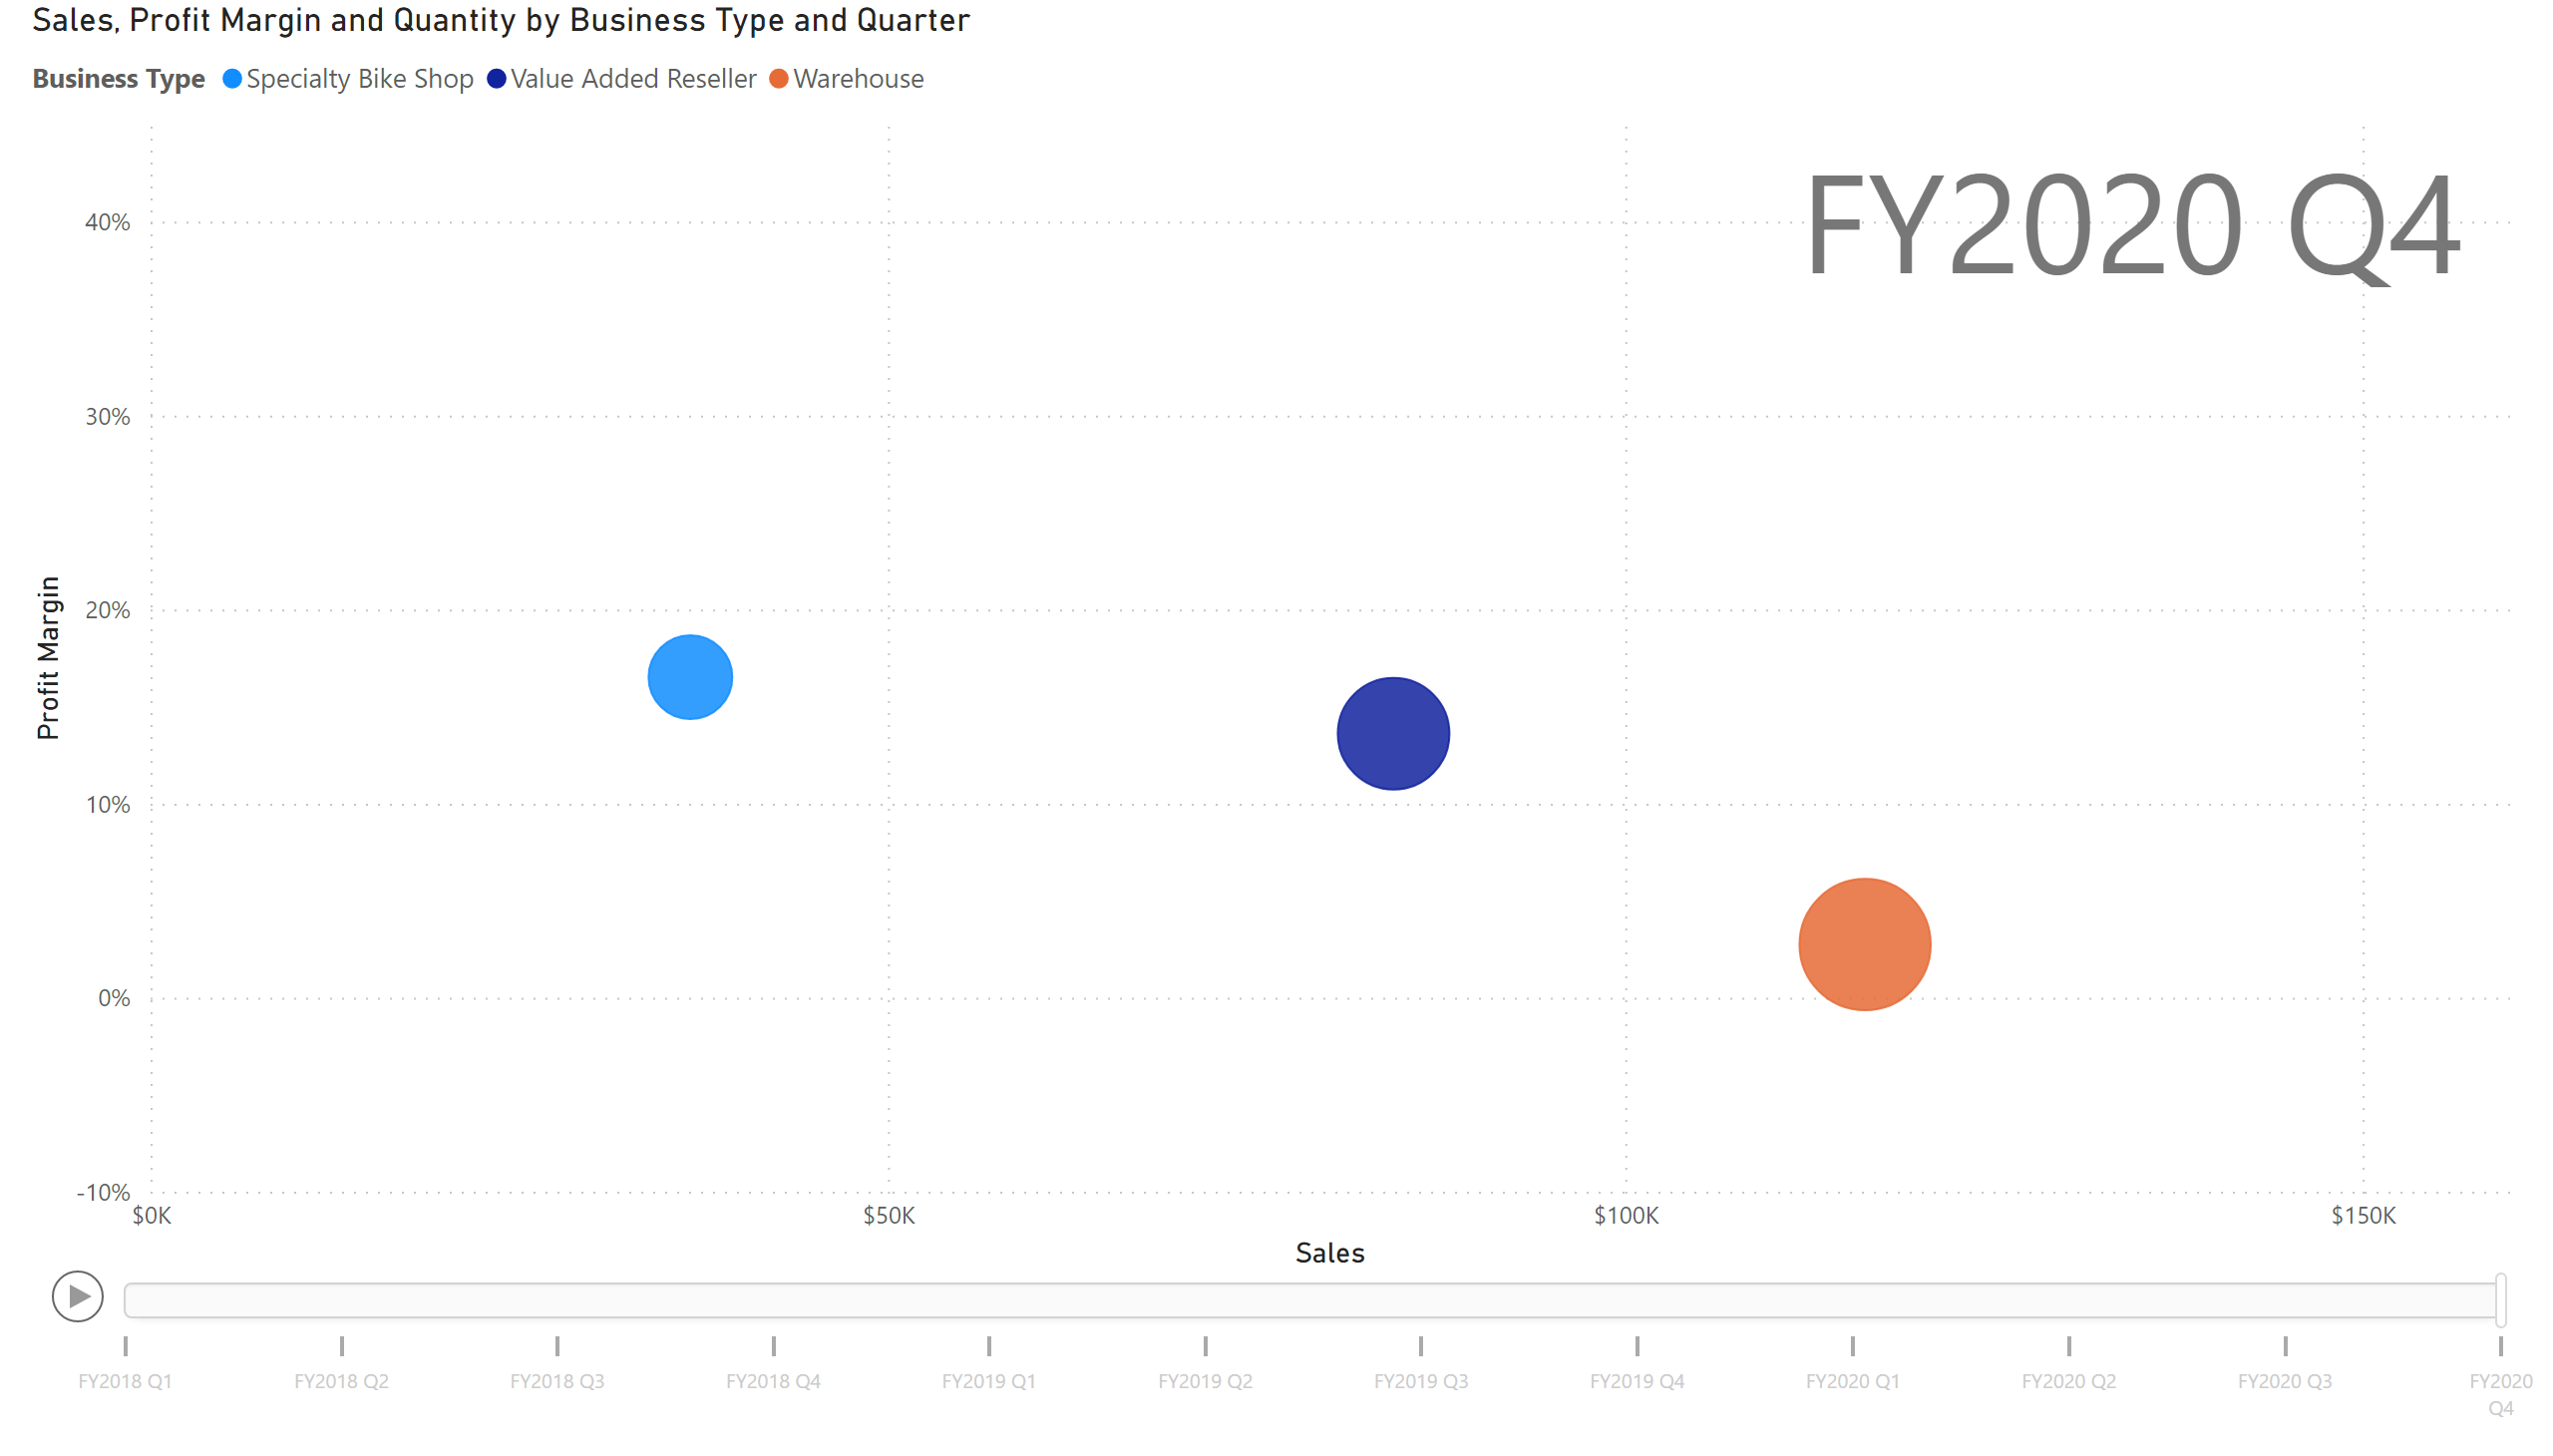 Sales, Profit Margin and Quantity by Business Type and Quarter
Business Type Specialty Bike Shop Value Added Reseller Warehouse
FY2020 Q4
40%
30%
20%
10%
0%
-10%
Profit Margin
$0K $50K $100K $150K
Sales
FY2018 Q1 FY2018 Q2 FY2018 Q3 FY2018 Q4 FY2019 Q1 FY2019 Q2 FY2019 Q3 FY2019 Q4 FY2020 Q1 FY2020 Q2 FY2020 Q3 FY2020
Q4